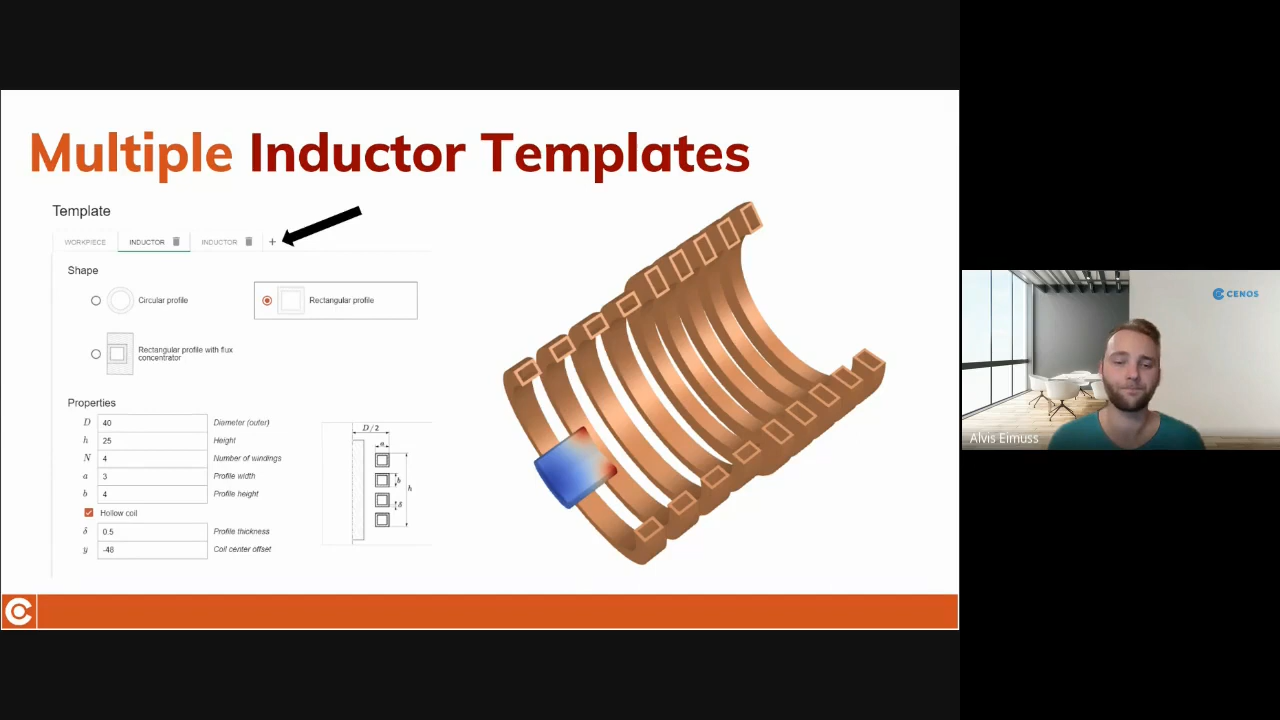 Multiple Inductor Templates
Template
WORKPIECE INDUCTOR INDUCTOR +
Shape
Circular profile
Rectangular profile
Rectangular profile with flux
concentrator
Properties
D 40 Diameter (outer)
h 25 Height
N 4 Number of windings
a 3 Profile width
b 4 Profile height
Hollow coil
δ 0.5 Profile thickness
y -48 Coil center offset
D/2
a
b
h
δ
CENOS
Alvis Eimuss